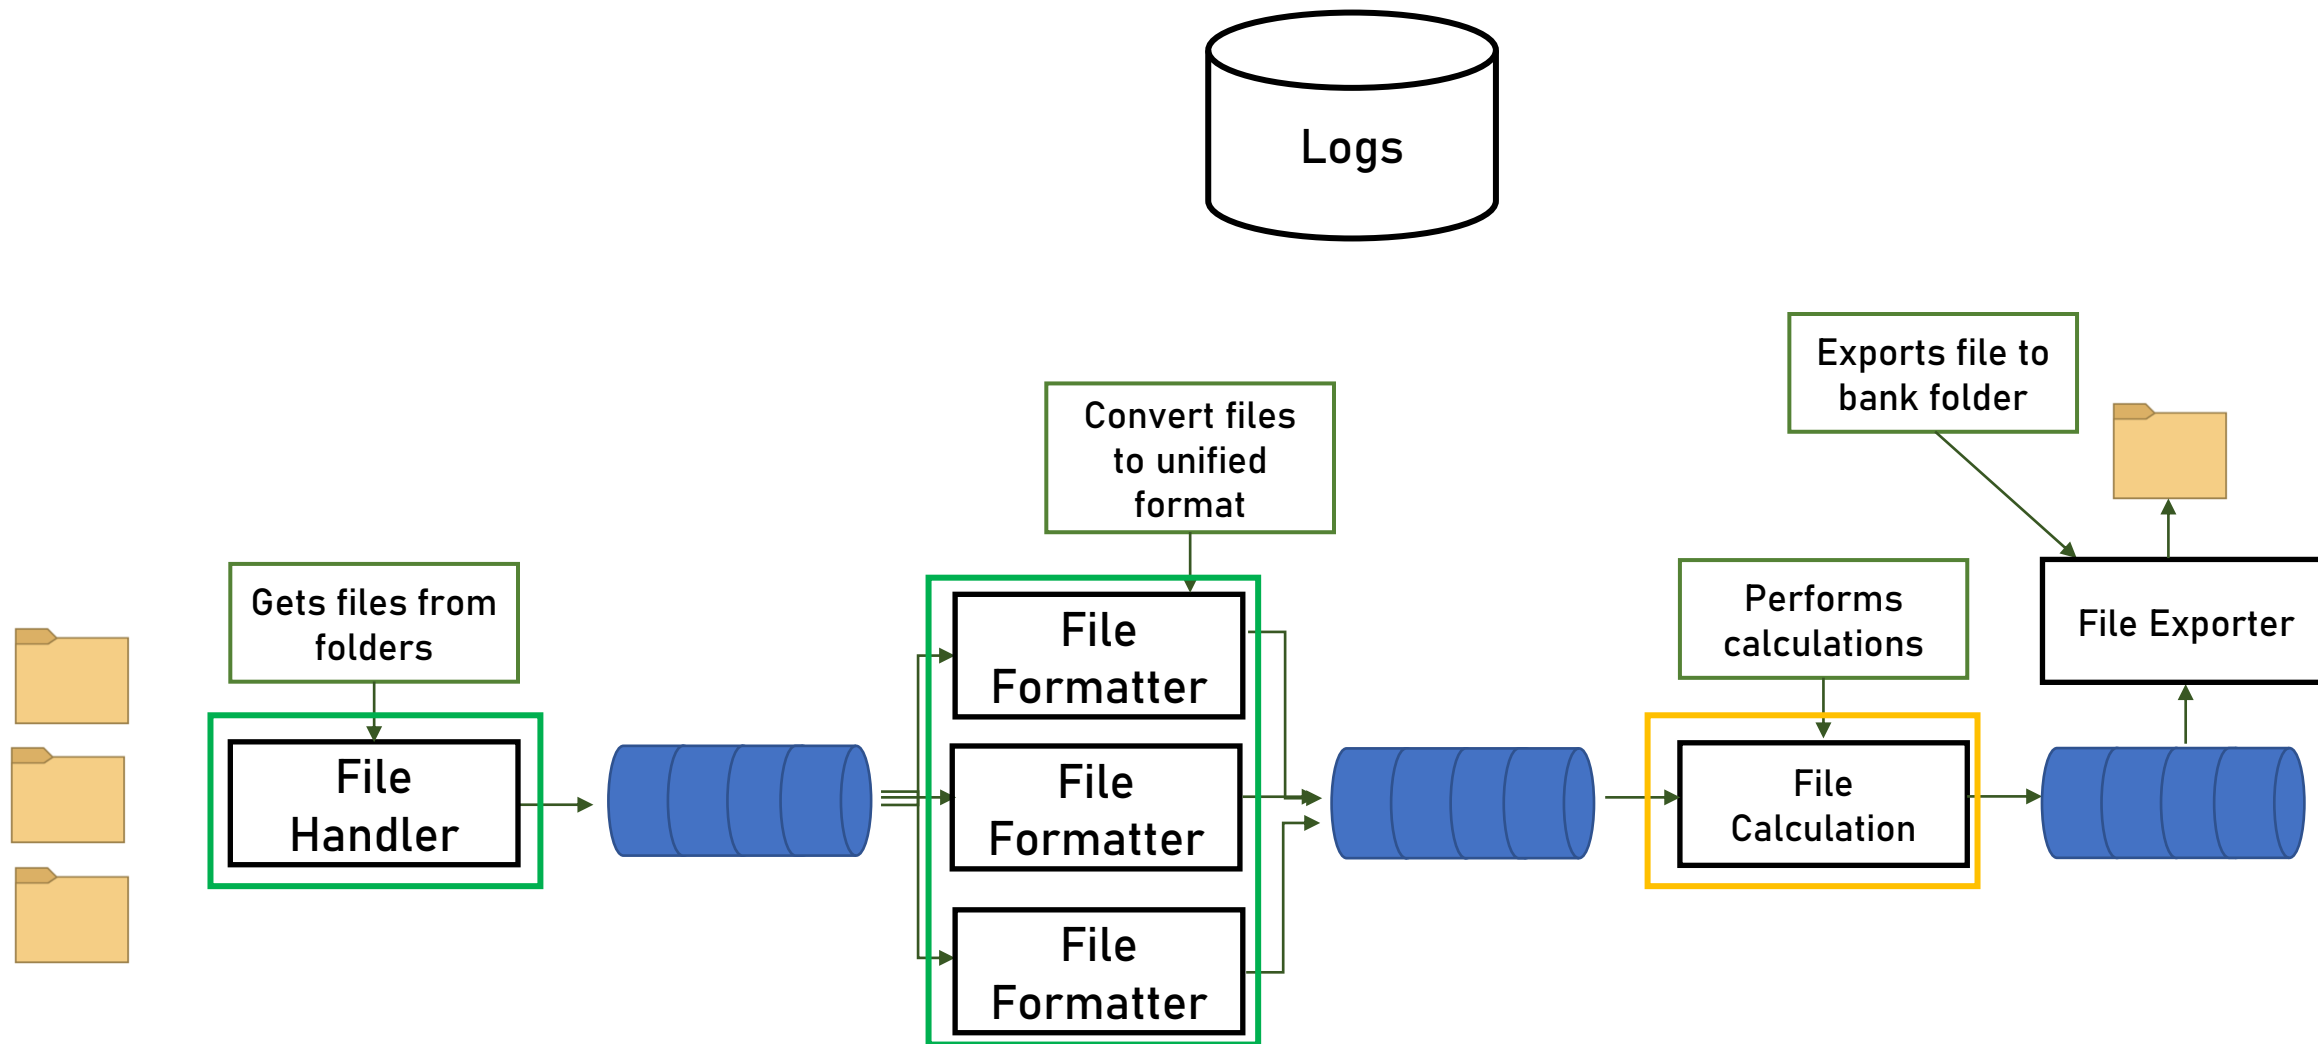 Logs
Exports file to
bank folder
Convert files
to unified
format
Gets files from
folders
Performs
calculations
File
Formatter
File Exporter
File
Handler
File
Formatter
File
Calculation
File
Formatter